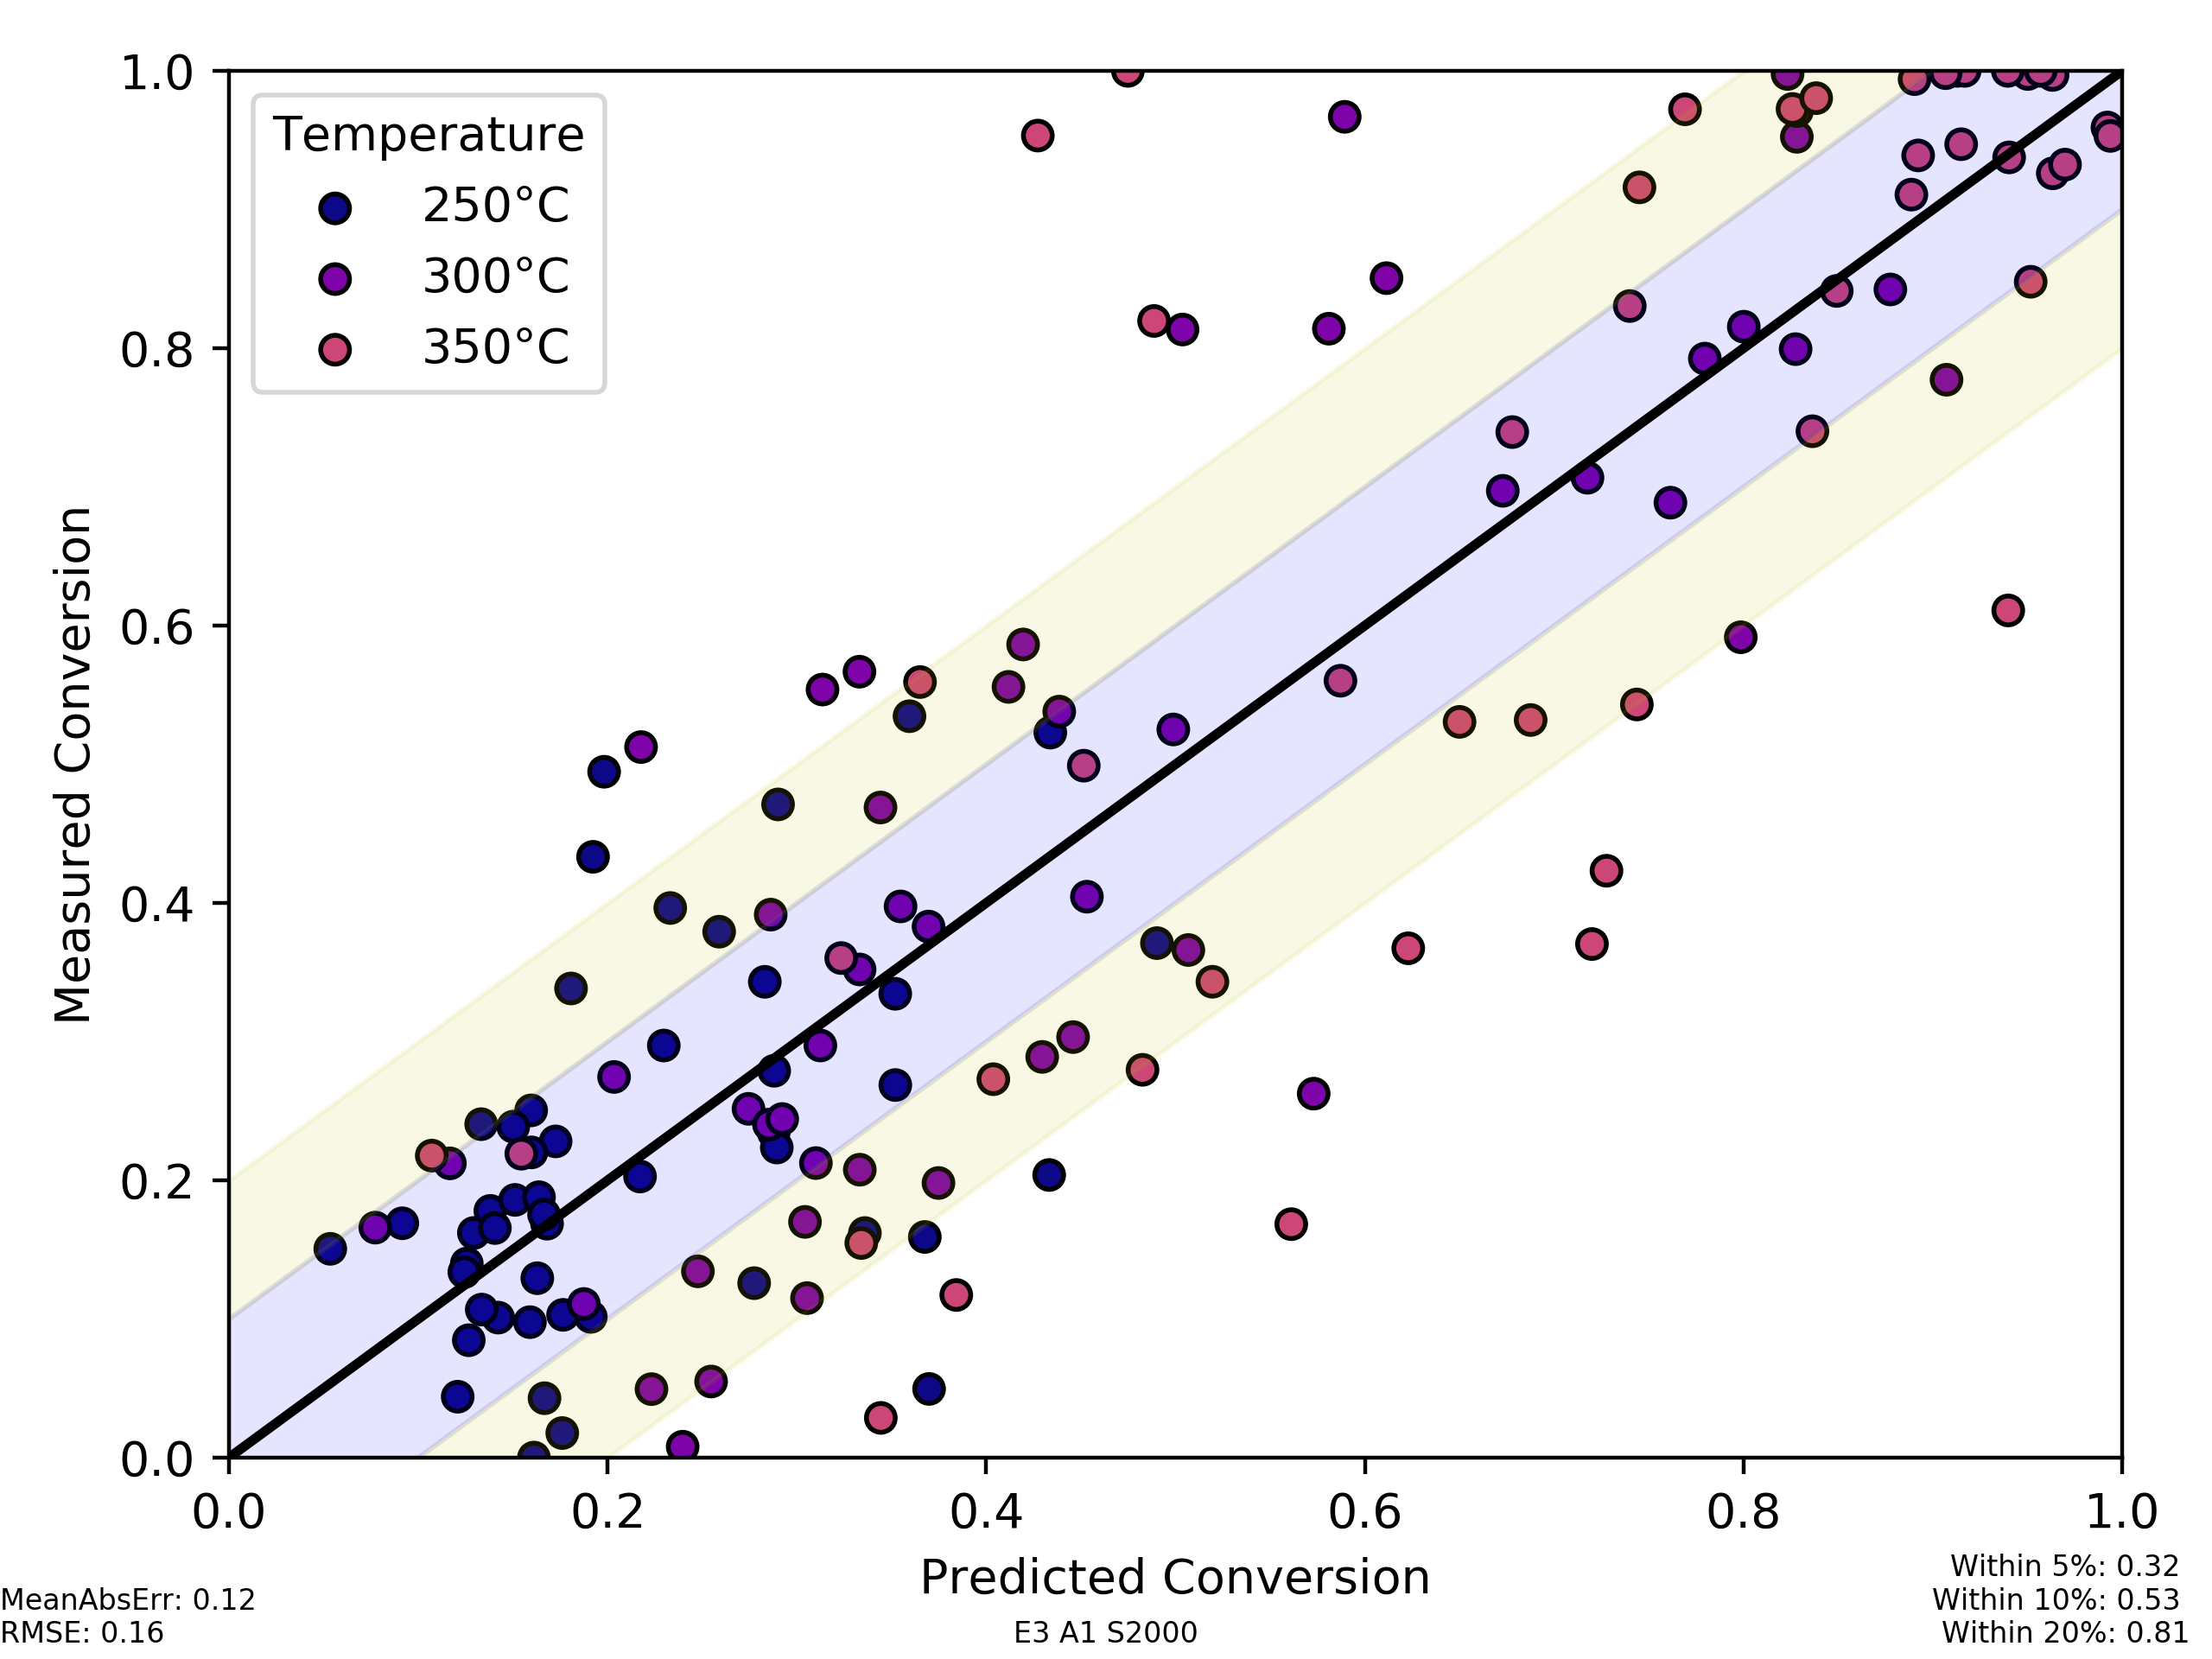 1.0
0.8
0.6
0.4
0.2
0.0
Measured Conversion
Temperature
250°C
300°C
350°C
0.0 0.2 0.4 0.6 0.8 1.0
Predicted Conversion
MeanAbsErr: 0.12
RMSE: 0.16
E3 A1 S2000
Within 5%: 0.32
Within 10%: 0.53
Within 20%: 0.81